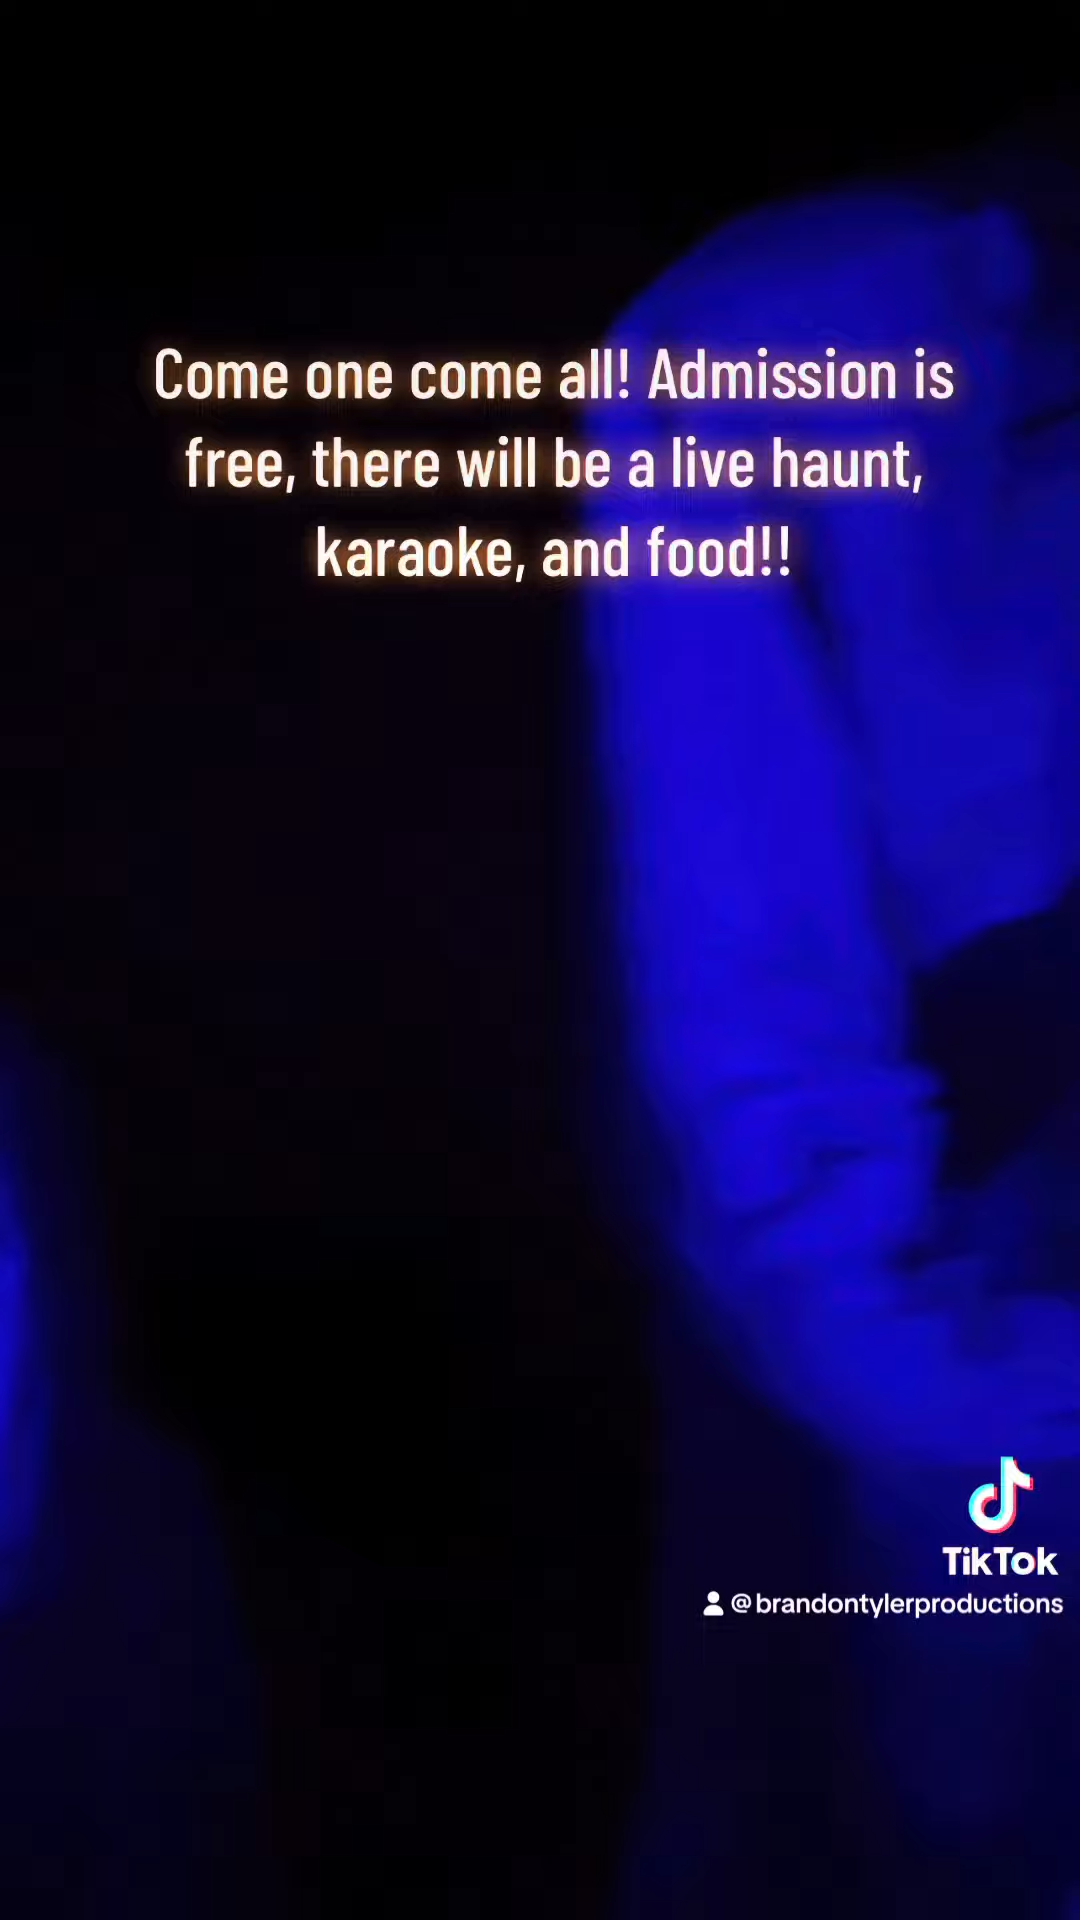 Come one come all! Admission is
free, there will be a live haunt,
karaoke, and food!!
TikTok
@brandontylerproductions